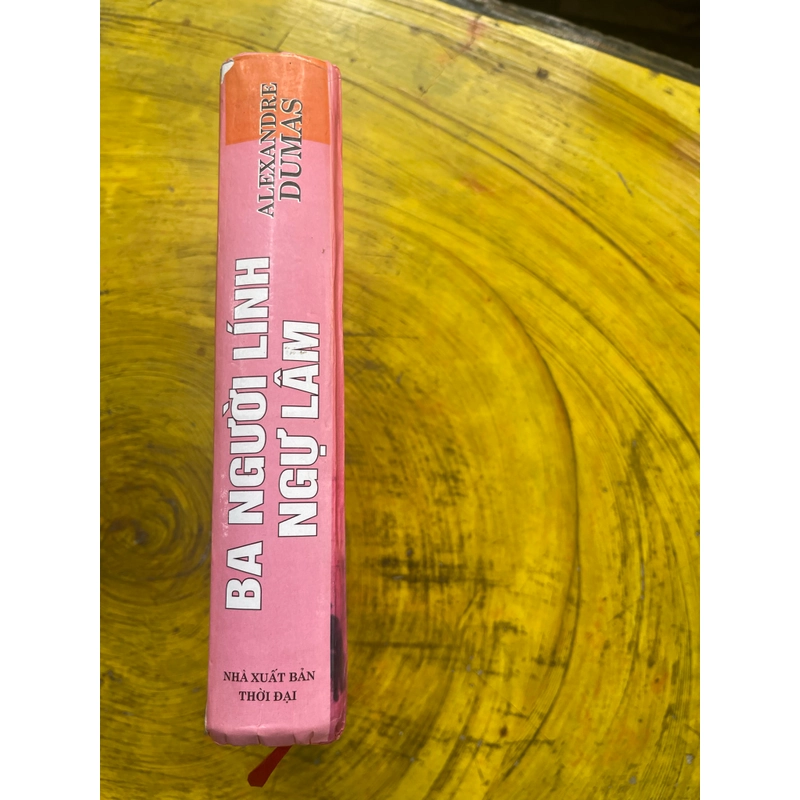 ALEXANDRE
DUMAS
BA NGƯỜI LÍNH
NGỰ LÂM
NHÀ XUẤT BẢN
THỜI ĐẠI